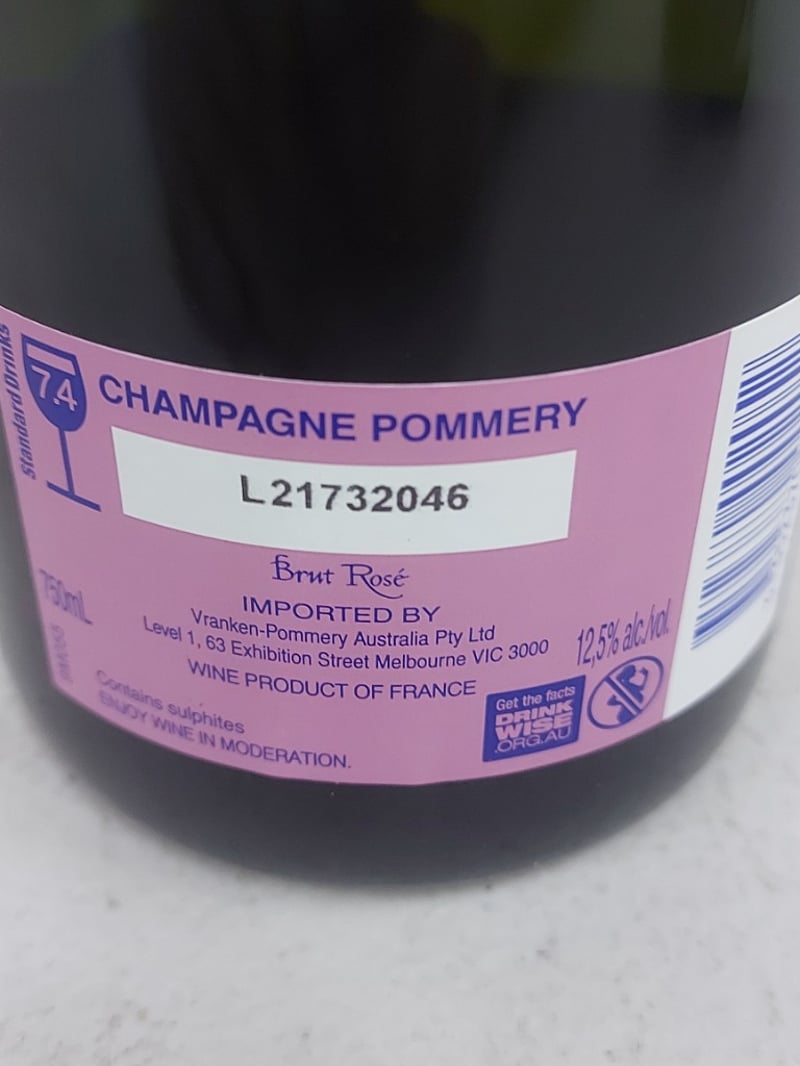 Standard Drinks
7.4
CHAMPAGNE POMMERY
L21732046
Brut Rosé
750mL
IMPORTED BY
Vranken-Pommery Australia Pty Ltd
Level 1, 63 Exhibition Street Melbourne VIC 3000
12,5% alc./vol.
WINE PRODUCT OF FRANCE
Contains sulphites
ENJOY WINE IN MODERATION.
Get the facts
DRINK
WISE
.ORG.AU